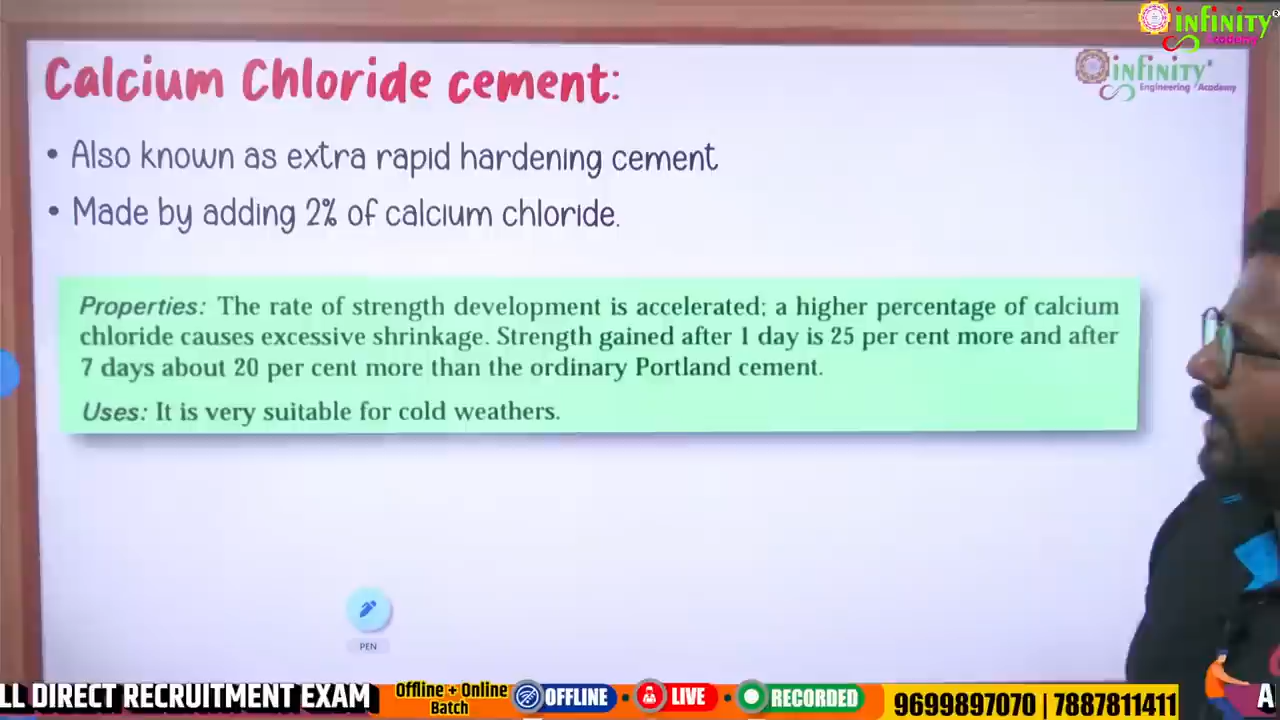 infinity
Academy
infinity
Engineering Academy
Calcium Chloride cement:
• Also known as extra rapid hardening cement
• Made by adding 2% of calcium chloride.
Properties: The rate of strength development is accelerated; a higher percentage of calcium
chloride causes excessive shrinkage. Strength gained after 1 day is 25 per cent more and after
7 days about 20 per cent more than the ordinary Portland cement.
Uses: It is very suitable for cold weathers.
PEN
LL DIRECT RECRUITMENT EXAM
Offline + Online
Batch
OFFLINE
LIVE
RECORDED
9699897070 | 7887811411
A